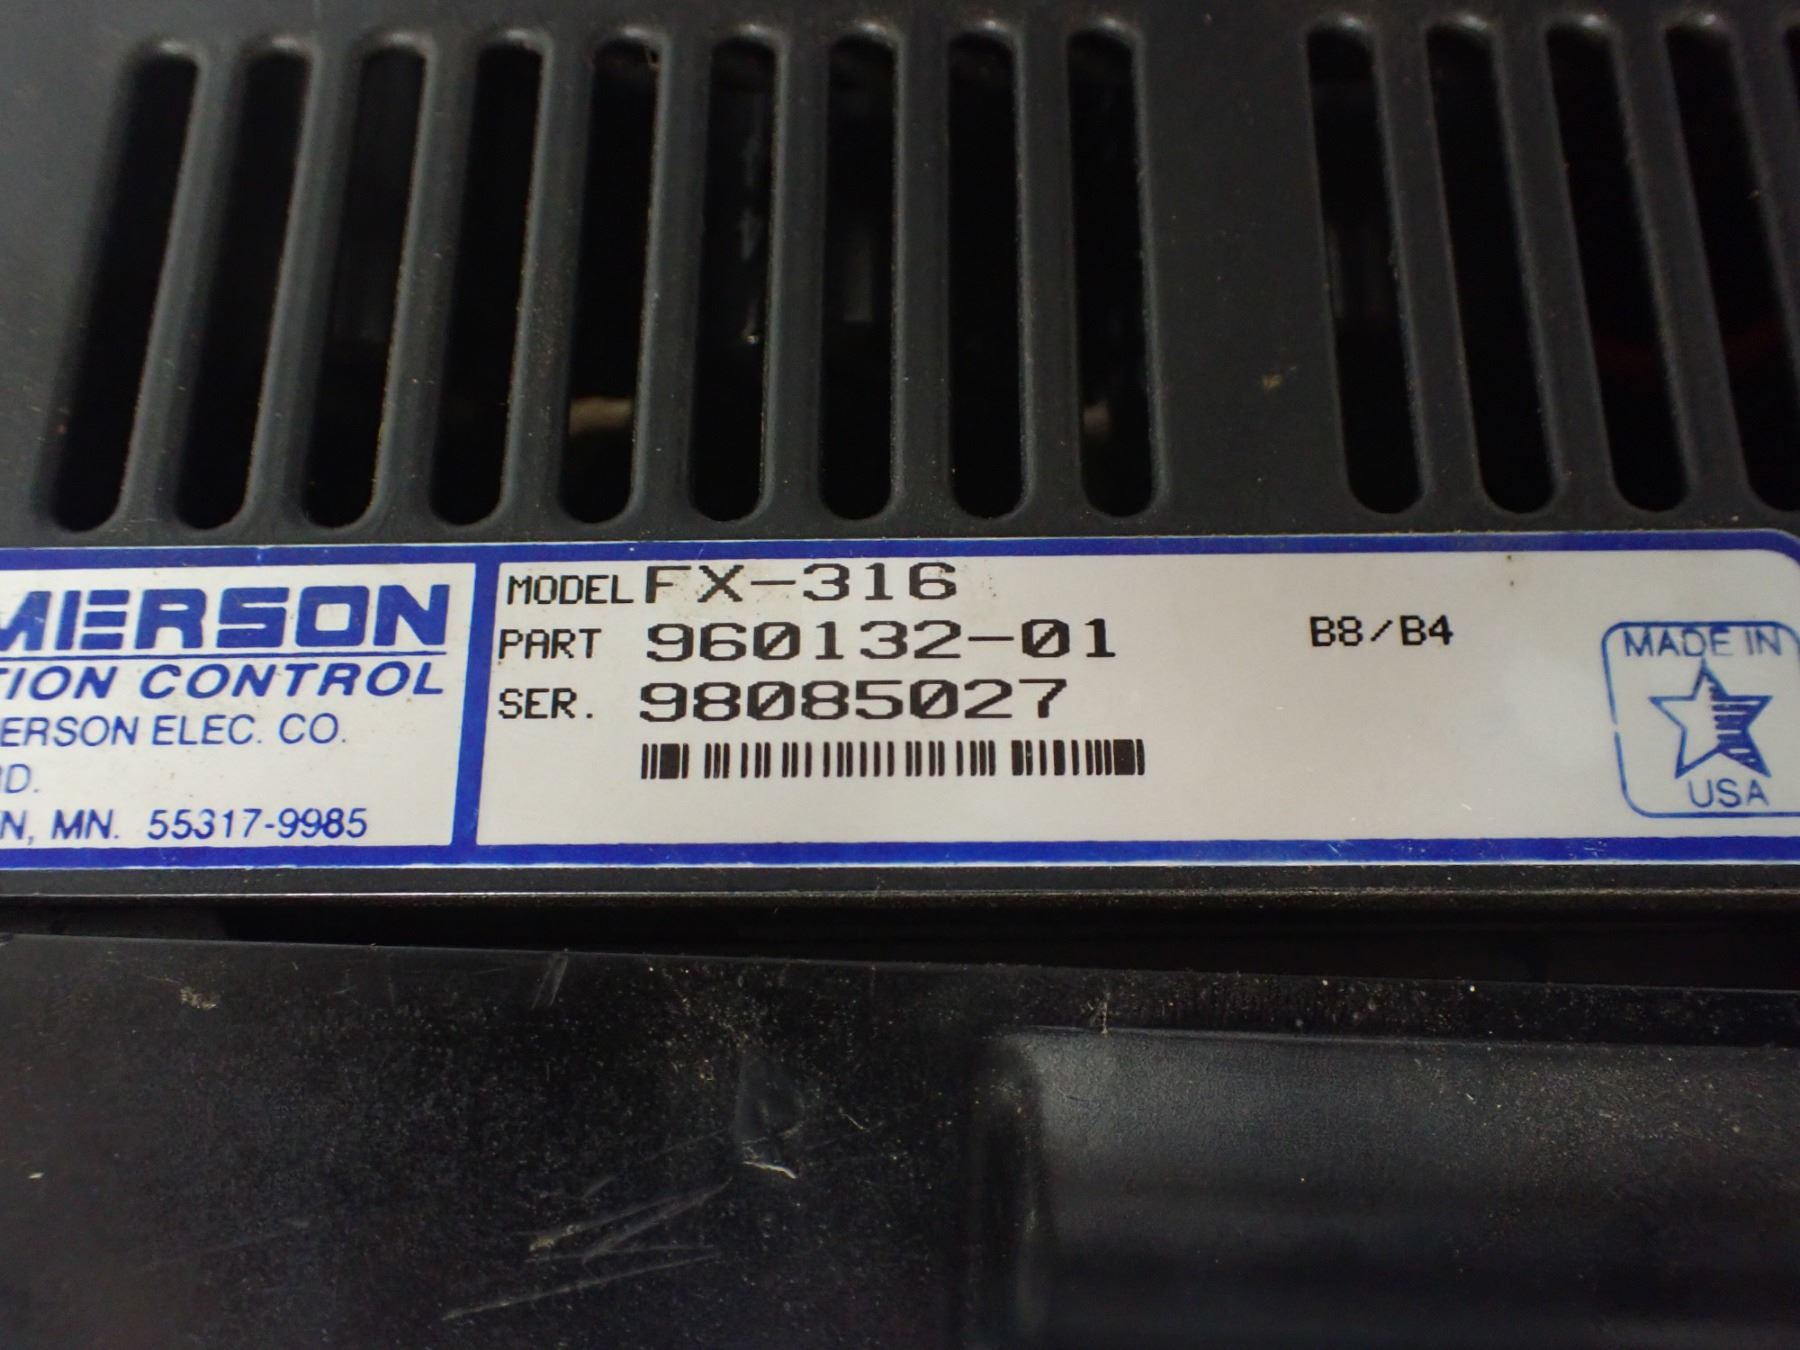 MERSON
TION CONTROL
ERSON ELEC. CO.
RD.
N, MN. 55317-9985
MODEL FX-316
PART 960132-01
SER. 98085027
B8/B4
MADE IN
USA